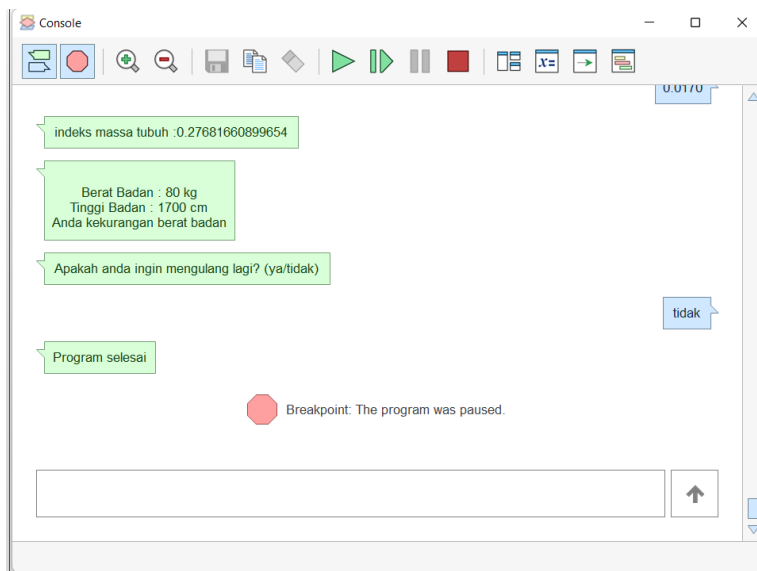 Console
x=
0.0170
indeks massa tubuh :0.27681660899654
Berat Badan : 80 kg
Tinggi Badan : 1700 cm
Anda kekurangan berat badan
Apakah anda ingin mengulang lagi? (ya/tidak)
tidak
Program selesai
Breakpoint: The program was paused.